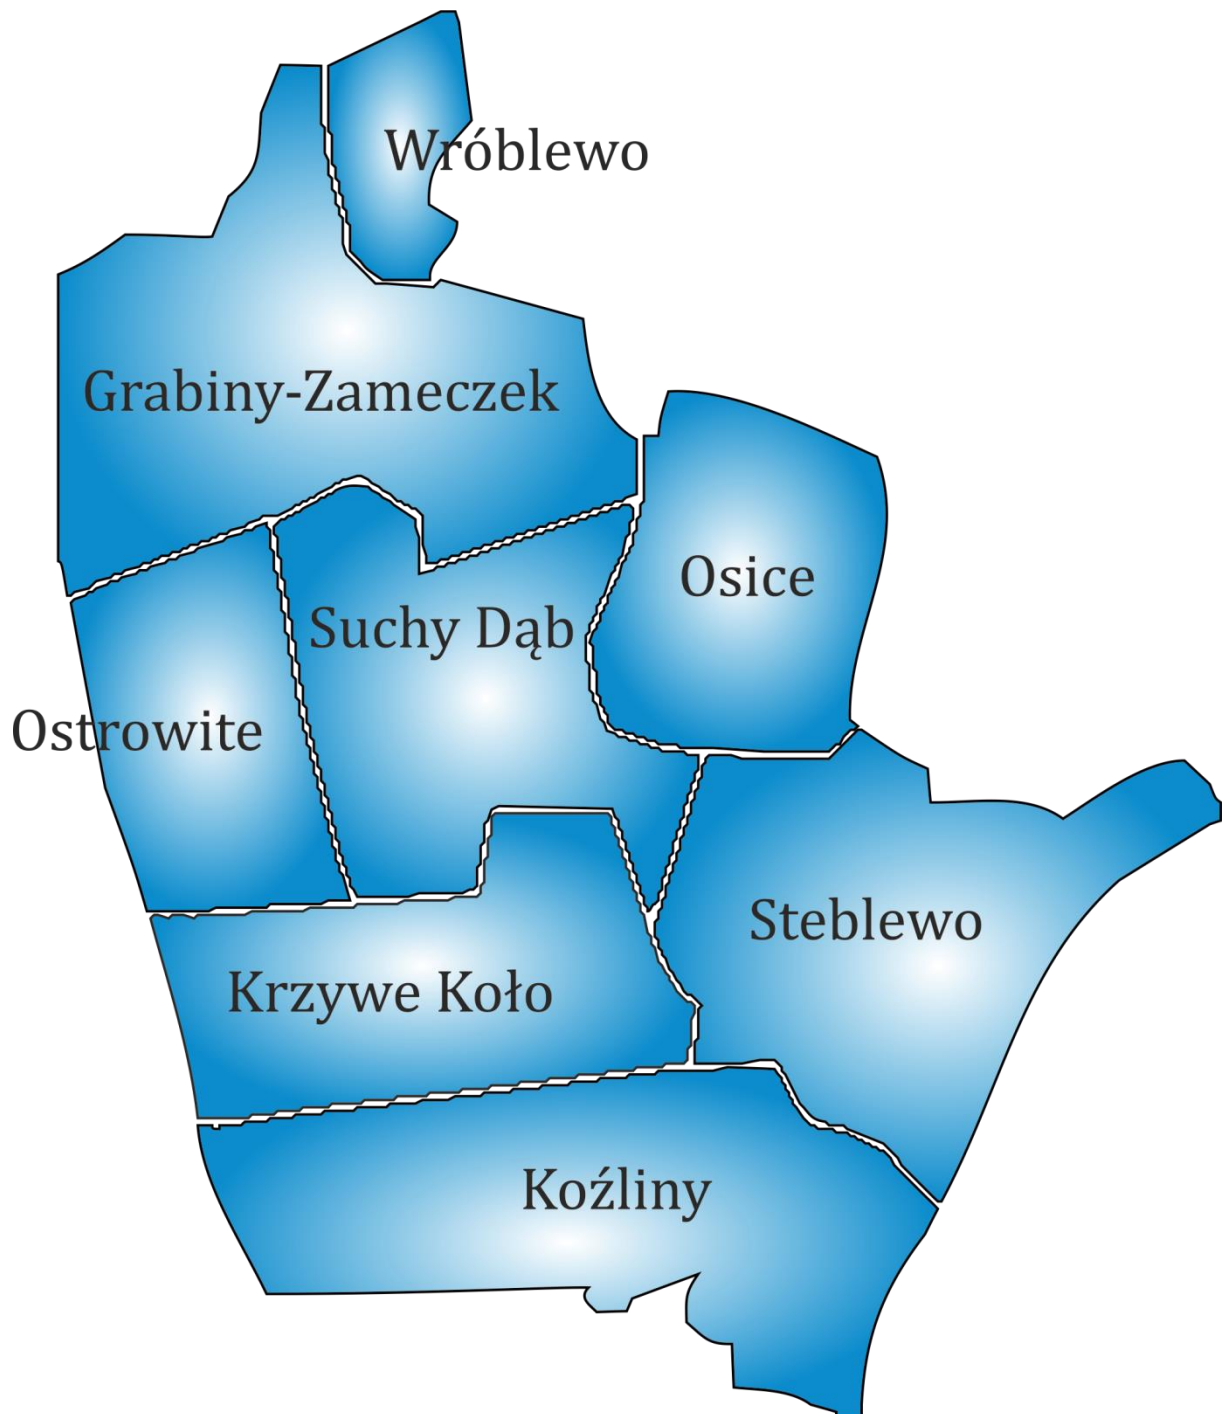 Wróblewo
Grabiny-Zameczek
Osice
Suchy Dąb
Ostrowite
Steblewo
Krzywe Koło
Koźliny